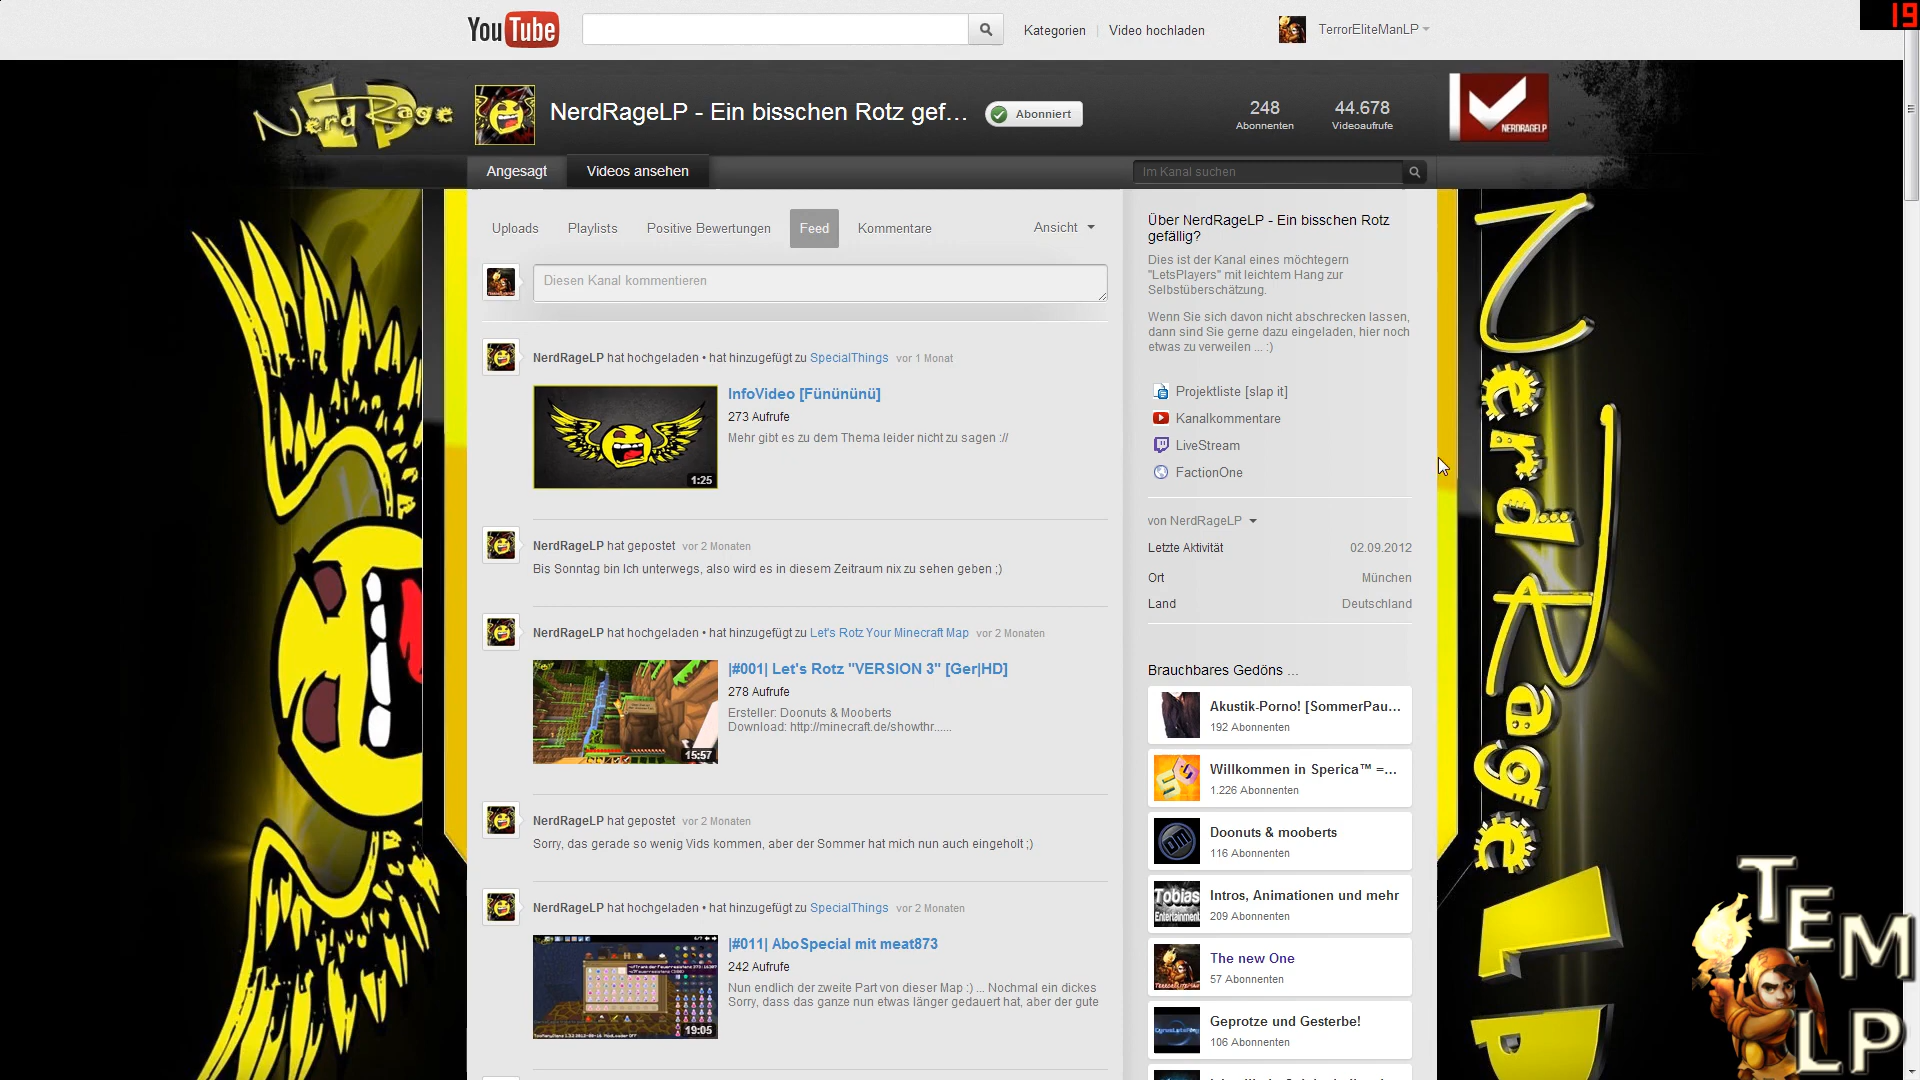 YouTube
Kategorien
Video hochladen
TerrorEliteManLP
19
Nerd Rage LP
NerdRageLP - Ein bisschen Rotz gef...
Abonniert
248
Abonnenten
44.678
Videoaufrufe
NERDRAGELP
Angesagt
Videos ansehen
Im Kanal suchen
Uploads
Playlists
Positive Bewertungen
Feed
Kommentare
Ansicht
Diesen Kanal kommentieren
NerdRageLP hat hochgeladen • hat hinzugefügt zu SpecialThings vor 1 Monat
InfoVideo [Fünününü]
273 Aufrufe
Mehr gibt es zu dem Thema leider nicht zu sagen ://
1:25
NerdRageLP hat gepostet vor 2 Monaten
Bis Sonntag bin Ich unterwegs, also wird es in diesem Zeitraum nix zu sehen geben ;)
NerdRageLP hat hochgeladen • hat hinzugefügt zu Let's Rotz Your Minecraft Map vor 2 Monaten
|#001| Let's Rotz "VERSION 3" [Ger|HD]
278 Aufrufe
Ersteller: Doonuts & Mooberts
Download: http://minecraft.de/showthr......
15:57
NerdRageLP hat gepostet vor 2 Monaten
Sorry, das gerade so wenig Vids kommen, aber der Sommer hat mich nun auch eingeholt ;)
NerdRageLP hat hochgeladen • hat hinzugefügt zu SpecialThings vor 2 Monaten
|#011| AboSpecial mit meat873
242 Aufrufe
Nun endlich der zweite Part von dieser Map :) ... Nochmal ein dickes
Sorry, dass das ganze nun etwas länger gedauert hat, aber der gute
19:05
Über NerdRageLP - Ein bisschen Rotz
gefällig?
Dies ist der Kanal eines möchtegern
"LetsPlayers" mit leichtem Hang zur
Selbstüberschätzung.
Wenn Sie sich davon nicht abschrecken lassen,
dann sind Sie gerne dazu eingeladen, hier noch
etwas zu verweilen ... :)
Projektliste [slap it]
Kanalkommentare
LiveStream
FactionOne
von NerdRageLP
Letzte Aktivität 02.09.2012
Ort München
Land Deutschland
Brauchbares Gedöns ...
Akustik-Porno! [SommerPau...
192 Abonnenten
Willkommen in Sperica™ =...
1.226 Abonnenten
Doonuts & mooberts
116 Abonnenten
DM
Tobias
Entertainment
Intros, Animationen und mehr
209 Abonnenten
The new One
57 Abonnenten
Geprotze und Gesterbe!
106 Abonnenten
NerdRage LP
TEMLP